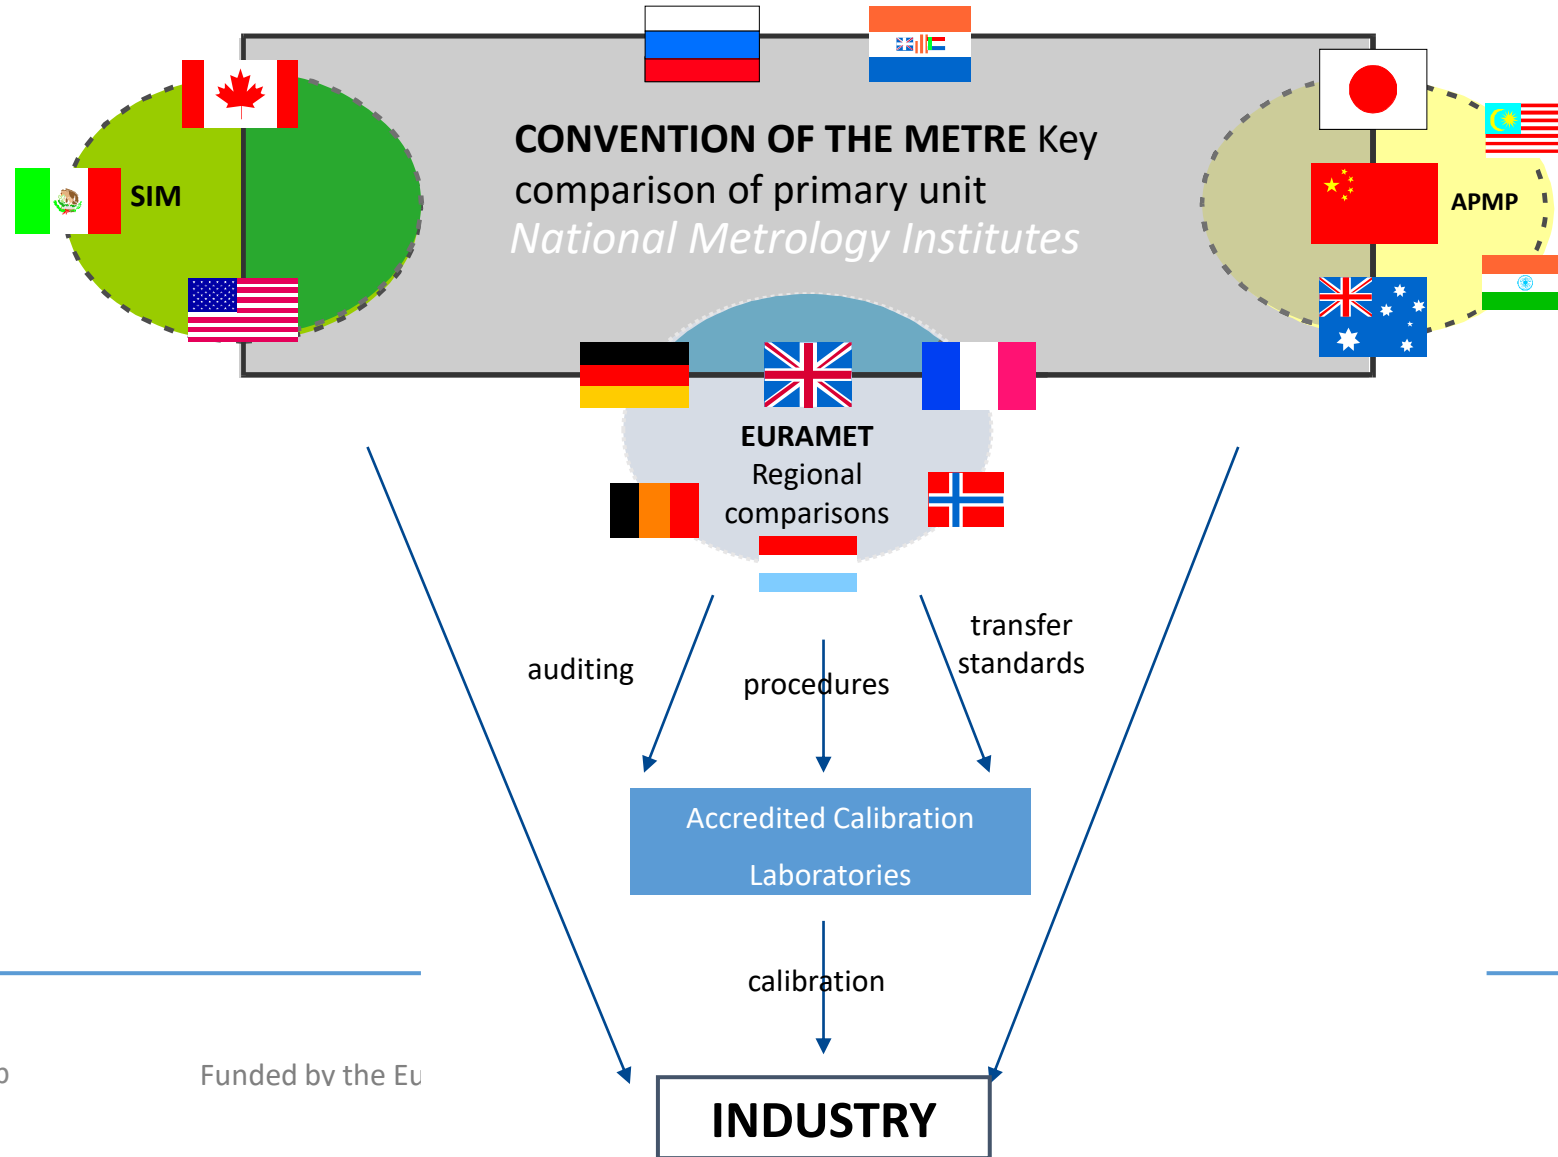 CONVENTION OF THE METRE Key
comparison of primary unit
National Metrology Institutes
SIM
APMP
EURAMET
Regional
comparisons
auditing
procedures
transfer
standards
Accredited Calibration
Laboratories
calibration
Funded by the Eu
INDUSTRY